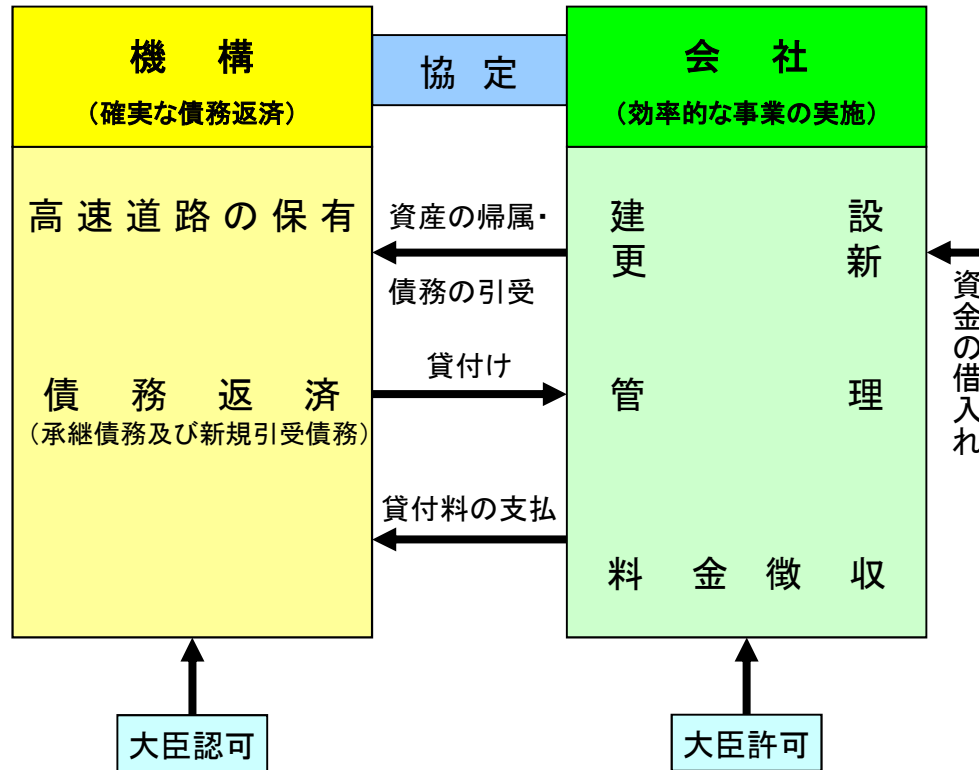 機構
（確実な債務返済）
協定
会社
（効率的な事業の実施）
高速道路の保有
債務返済
（承継債務及び新規引受債務）
資産の帰属・
債務の引受
貸付け
貸付料の支払
建設
更新
管理
料金徴収
資金の借入れ
大臣認可
大臣許可